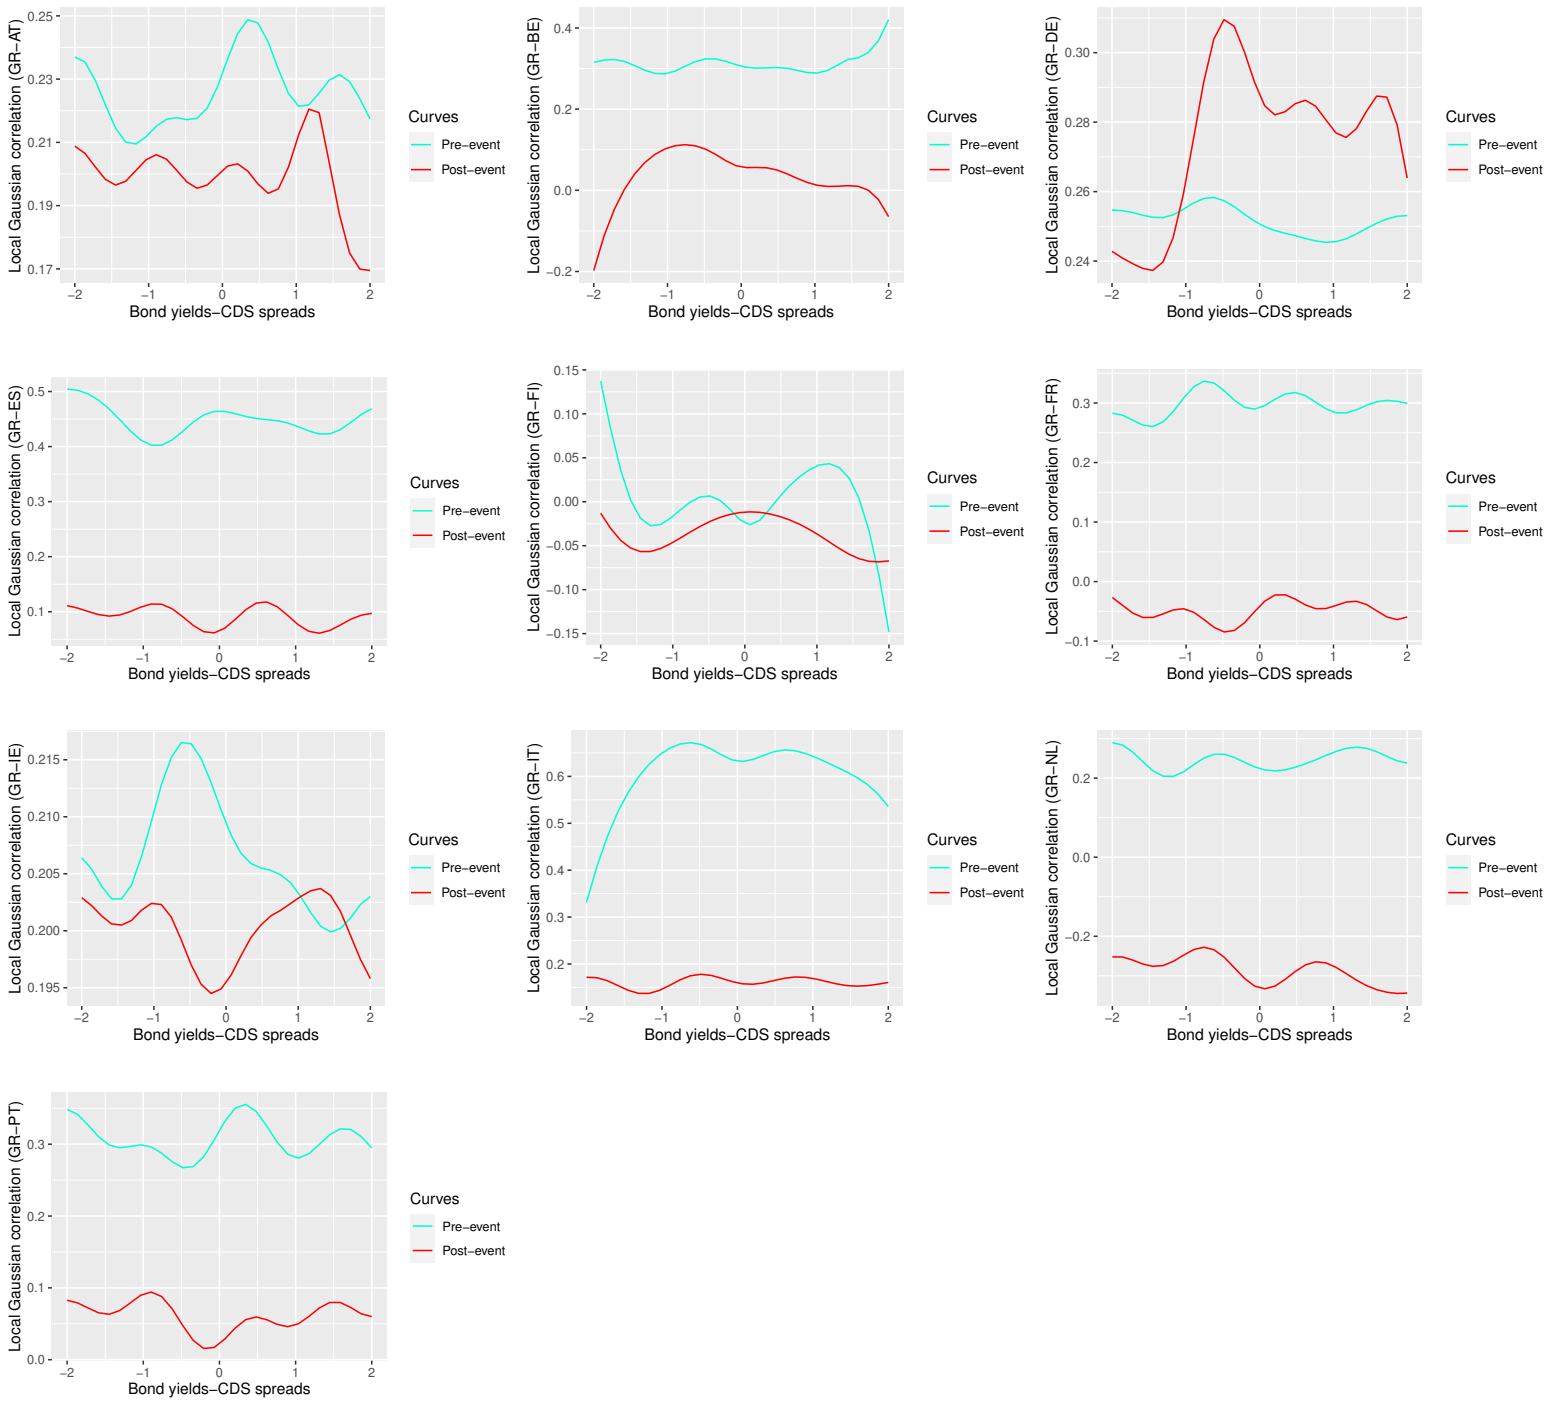 Local Gaussian correlation (GR−AT)
0.25
0.23
0.21
0.19
0.17
−2 −1 0 1 2
Bond yields−CDS spreads
Curves
Pre−event
Post−event
Local Gaussian correlation (GR−BE)
0.4
0.2
0.0
−0.2
−2 −1 0 1 2
Bond yields−CDS spreads
Curves
Pre−event
Post−event
Local Gaussian correlation (GR−DE)
0.30
0.28
0.26
0.24
−2 −1 0 1 2
Bond yields−CDS spreads
Curves
Pre−event
Post−event
Local Gaussian correlation (GR−ES)
0.5
0.4
0.3
0.2
0.1
−2 −1 0 1 2
Bond yields−CDS spreads
Curves
Pre−event
Post−event
Local Gaussian correlation (GR−FI)
0.15
0.10
0.05
0.00
−0.05
−0.10
−0.15
−2 −1 0 1 2
Bond yields−CDS spreads
Curves
Pre−event
Post−event
Local Gaussian correlation (GR−FR)
0.3
0.2
0.1
0.0
−0.1
−2 −1 0 1 2
Bond yields−CDS spreads
Curves
Pre−event
Post−event
Local Gaussian correlation (GR−IE)
0.215
0.210
0.205
0.200
0.195
−2 −1 0 1 2
Bond yields−CDS spreads
Curves
Pre−event
Post−event
Local Gaussian correlation (GR−IT)
0.6
0.5
0.4
0.3
0.2
−2 −1 0 1 2
Bond yields−CDS spreads
Curves
Pre−event
Post−event
Local Gaussian correlation (GR−NL)
0.2
0.0
−0.2
−2 −1 0 1 2
Bond yields−CDS spreads
Curves
Pre−event
Post−event
Local Gaussian correlation (GR−PT)
0.3
0.2
0.1
0.0
−2 −1 0 1 2
Bond yields−CDS spreads
Curves
Pre−event
Post−event